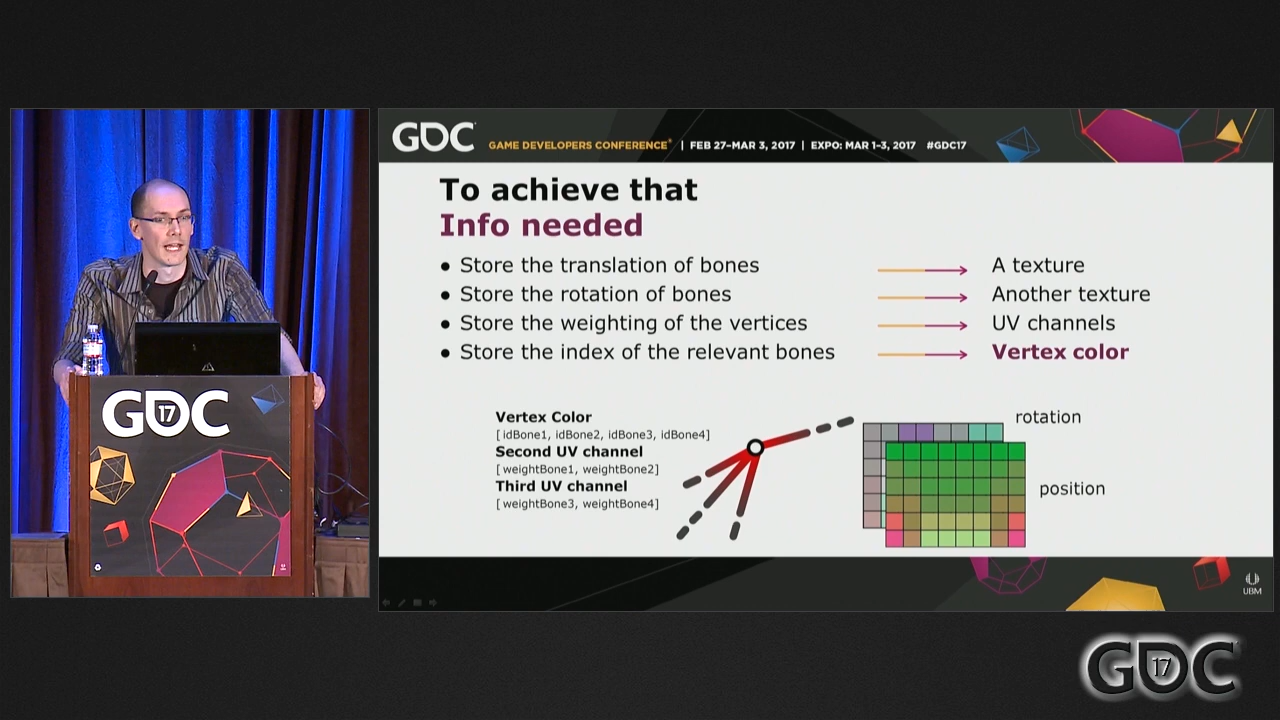 GDC GAME DEVELOPERS CONFERENCE® | FEB 27–MAR 3, 2017 | EXPO: MAR 1–3, 2017 #GDC17
To achieve that
Info needed
• Store the translation of bones A texture
• Store the rotation of bones Another texture
• Store the weighting of the vertices UV channels
• Store the index of the relevant bones Vertex color
Vertex Color
[ idBone1, idBone2, idBone3, idBone4]
Second UV channel
[ weightBone1, weightBone2]
Third UV channel
[ weightBone3, weightBone4]
rotation
position
GDC 17
UBM
GDC 17